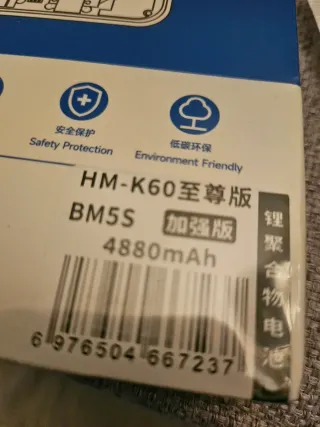 安全保护
Safety Protection
低碳环保
Environment Friendly
HM-K60至尊版
BM5S 加强版
4880mAh
6 976504 667237
锂聚合物电池